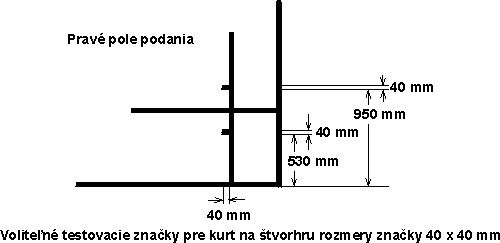 Pravé pole podania
40 mm
950 mm
40 mm
530 mm
40 mm
Voliteľné testovacie značky pre kurt na štvorhru rozmery značky 40 x 40 mm